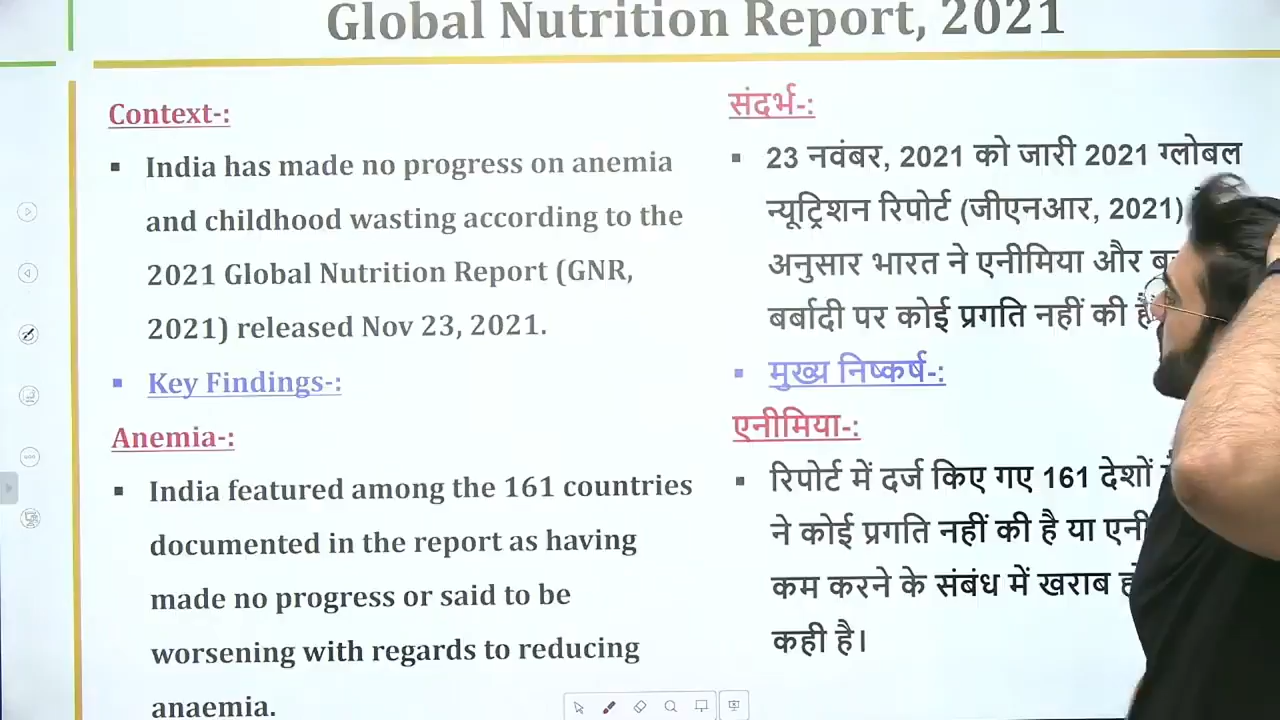 Global Nutrition Report, 2021
Context-:
▪ India has made no progress on anemia
and childhood wasting according to the
2021 Global Nutrition Report (GNR,
2021) released Nov 23, 2021.
▪ Key Findings-:
Anemia-:
▪ India featured among the 161 countries
documented in the report as having
made no progress or said to be
worsening with regards to reducing
anaemia.
संदर्भ-:
▪ 23 नवंबर, 2021 को जारी 2021 ग्लोबल
न्यूट्रिशन रिपोर्ट (जीएनआर, 2021)
अनुसार भारत ने एनीमिया और
बर्बादी पर कोई प्रगति नहीं की है
▪ मुख्य निष्कर्ष-:
एनीमिया-:
▪ रिपोर्ट में दर्ज किए गए 161 देशों
ने कोई प्रगति नहीं की है या
कम करने के संबंध में खराब
कही है।